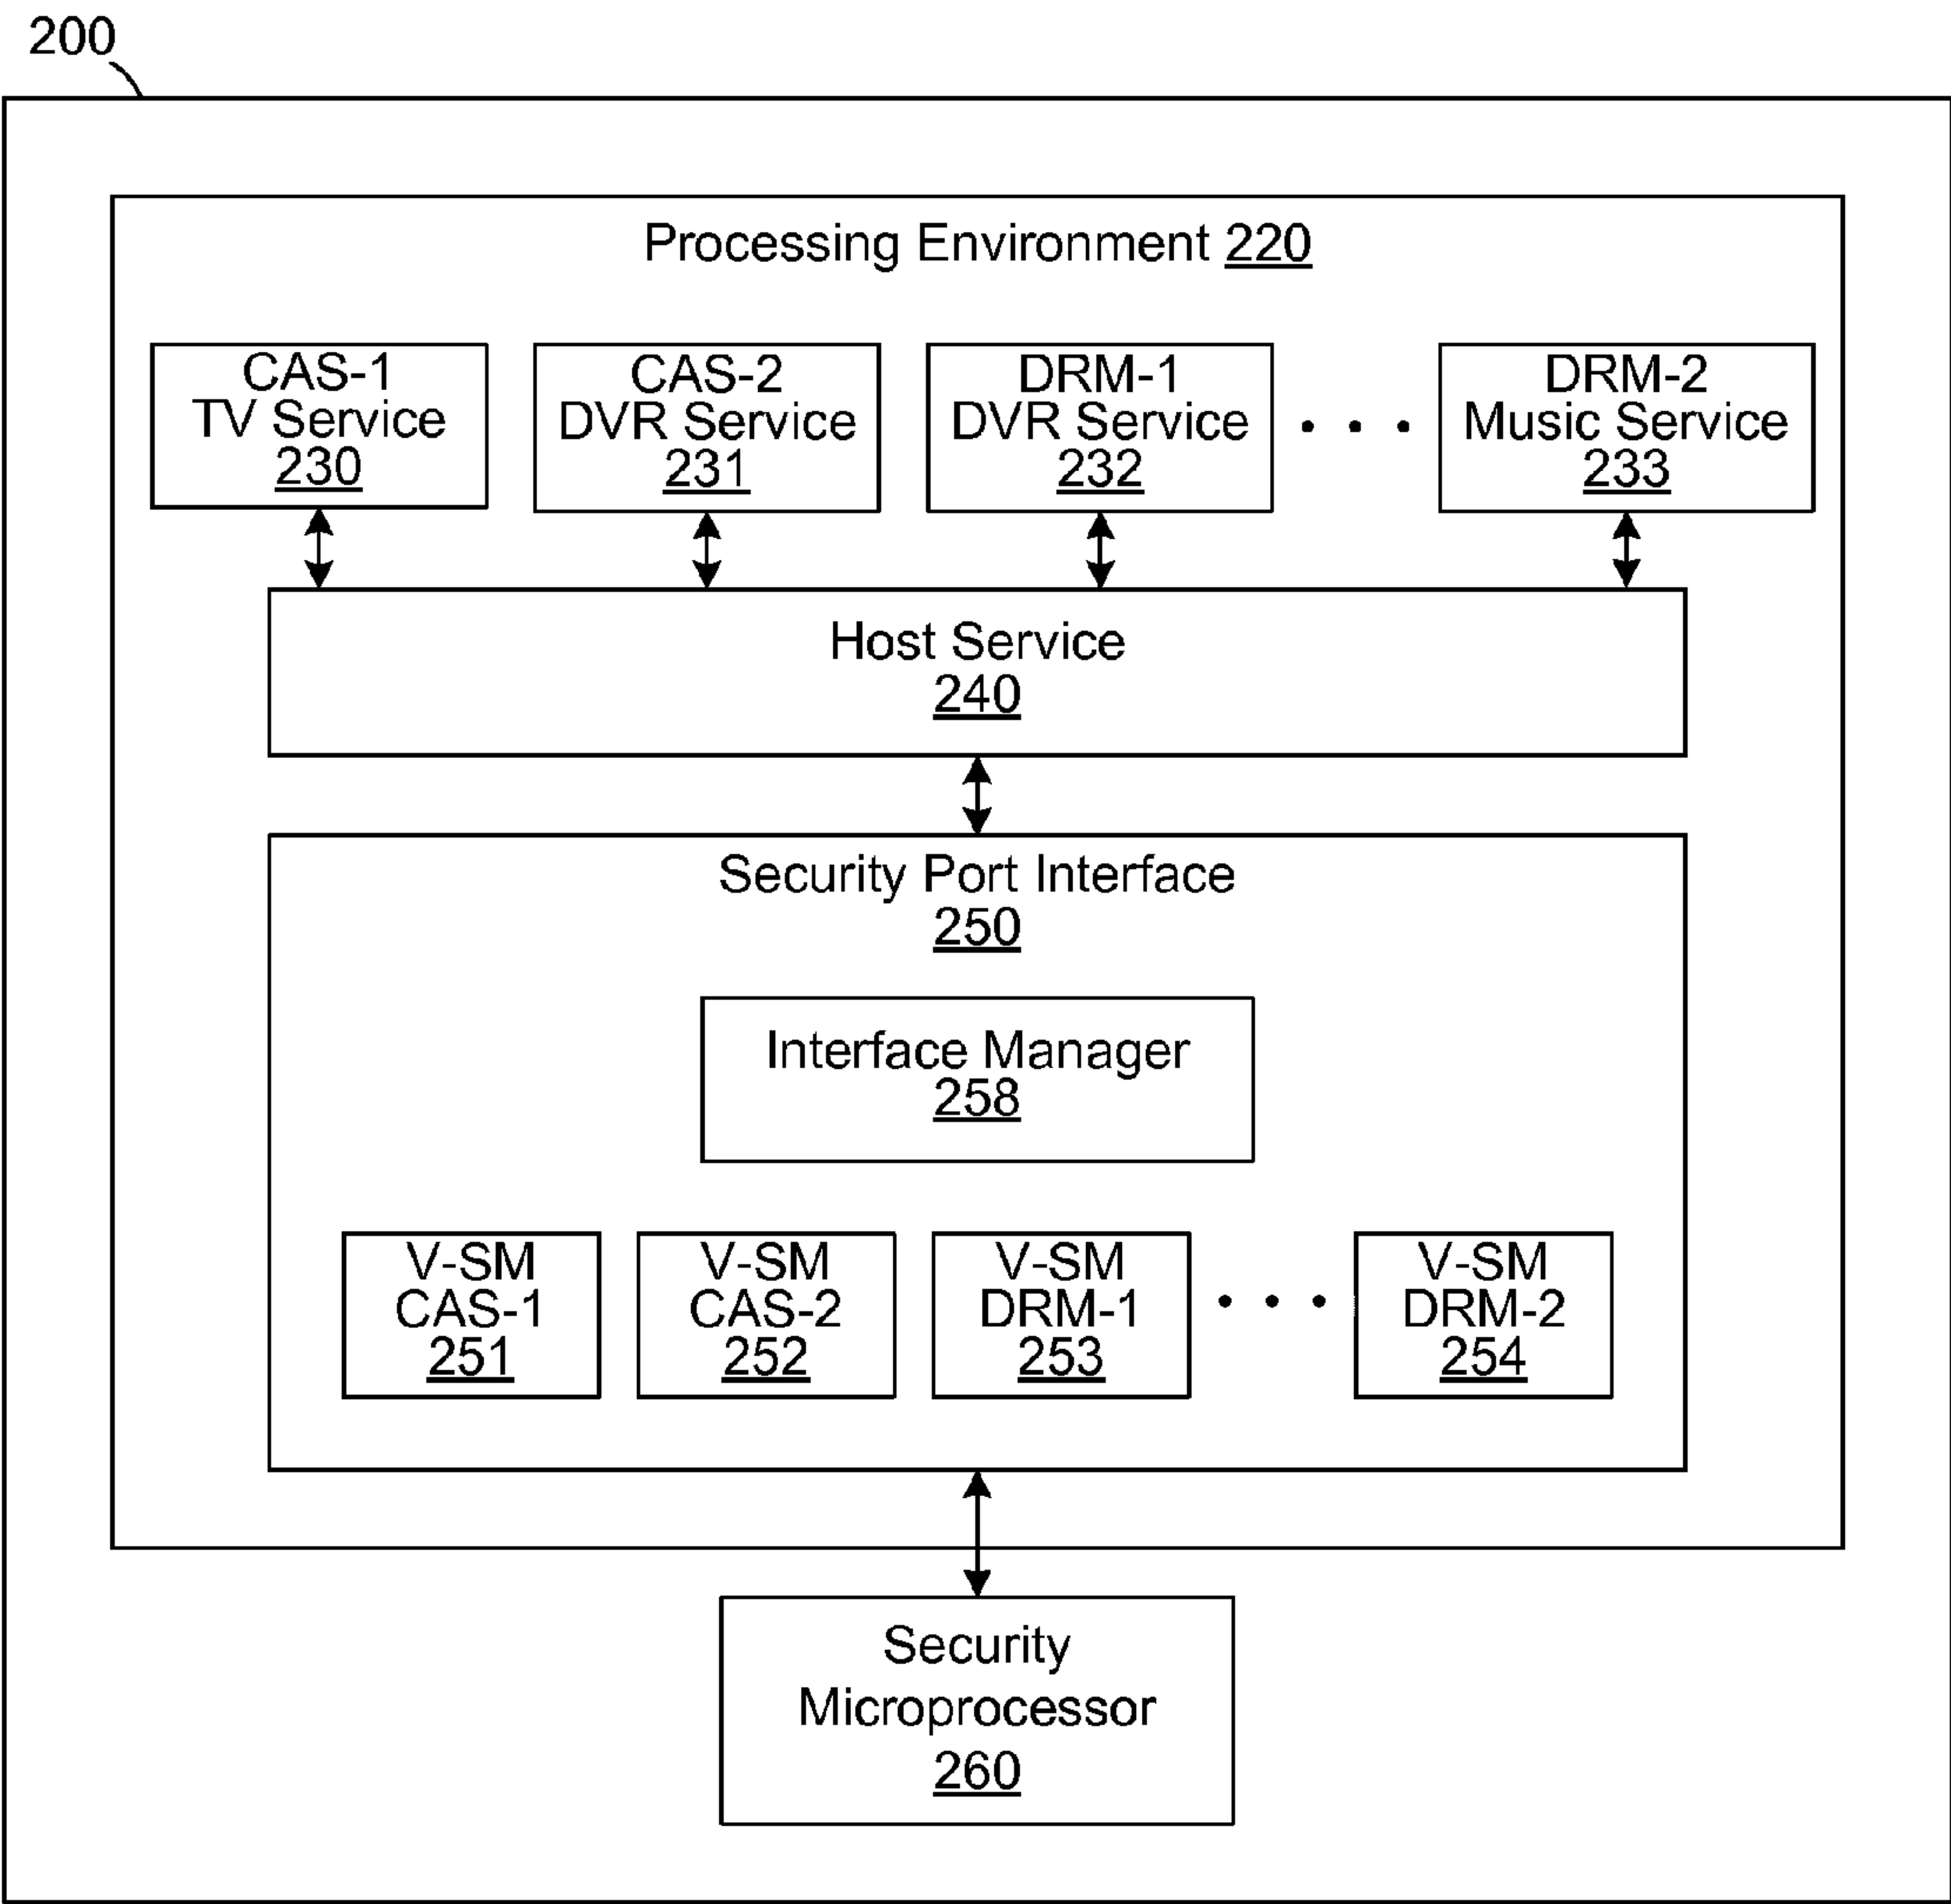 200
Processing Environment 220
CAS-1
TV Service
230
CAS-2
DVR Service
231
DRM-1
DVR Service
232
. . .
DRM-2
Music Service
233
Host Service
240
Security Port Interface
250
Interface Manager
258
V-SM
CAS-1
251
V-SM
CAS-2
252
V-SM
DRM-1
253
. . .
V-SM
DRM-2
254
Security
Microprocessor
260